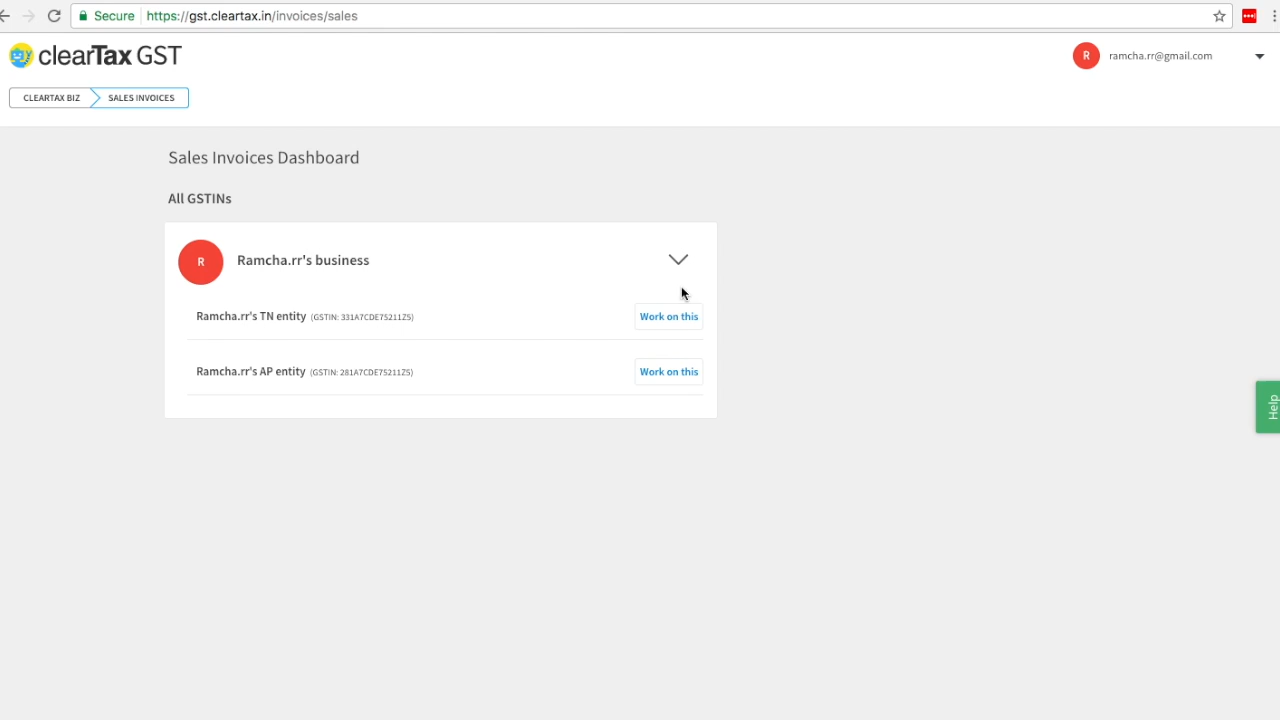 Secure https://gst.cleartax.in/invoices/sales
clearTax GST
R ramcha.rr@gmail.com
CLEARTAX BIZ SALES INVOICES
Sales Invoices Dashboard
All GSTINs
R Ramcha.rr's business
Ramcha.rr's TN entity (GSTIN: 331A7CDE75211Z5) Work on this
Ramcha.rr's AP entity (GSTIN: 281A7CDE75211Z5) Work on this
Help